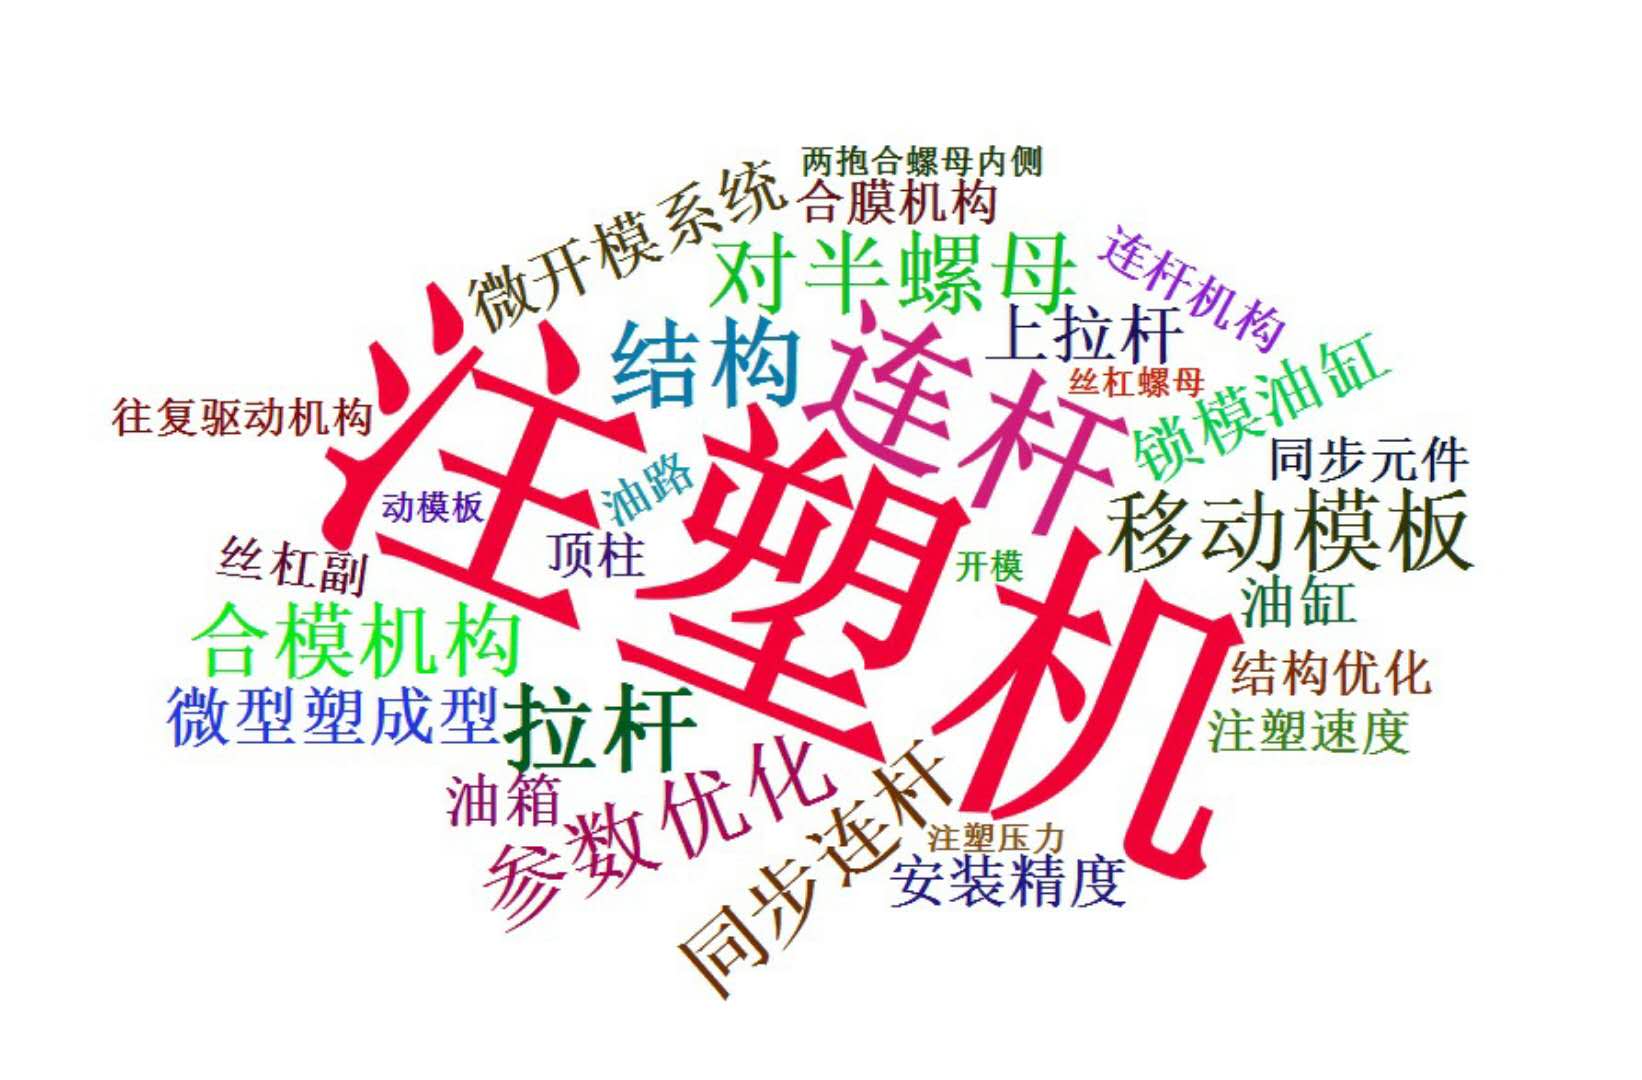 两抱合螺母内侧
合膜机构
微开模系统
对半螺母
连杆机构
上拉杆
结构
连杆
丝杠螺母
锁模油缸
往复驱动机构
注塑机
同步元件
油路
动模板
移动模板
顶柱
开模
丝杠副
油缸
合模机构
结构优化
微型塑成型
拉杆
注塑速度
油箱
参数优化
同步连杆
注塑压力
安装精度